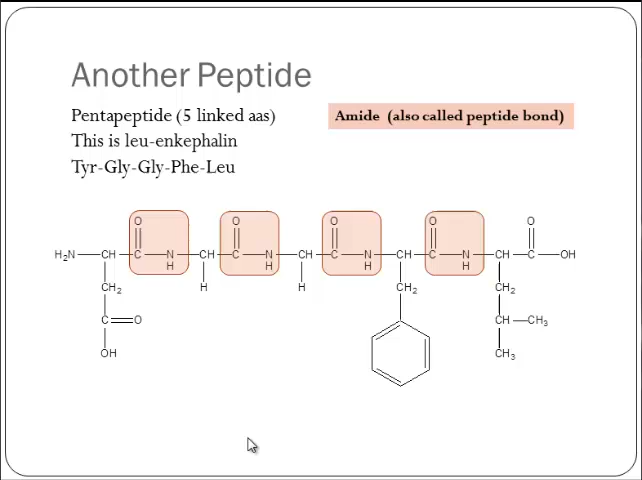 Another Peptide
Pentapeptide (5 linked aas)
Amide (also called peptide bond)
This is leu-enkephalin
Tyr-Gly-Gly-Phe-Leu
O O O O O
H₂N CH C N CH C N CH C N CH C N CH C OH
H H H H
CH₂ H H CH₂ CH₂
C O CH CH₃
OH CH₃